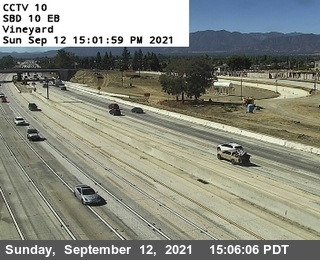 CCTV 10
SBD 10 EB
Vineyard
Sun Sep 12 15:01:59 PM 2021
Sunday, September 12, 2021 15:06:06 PDT